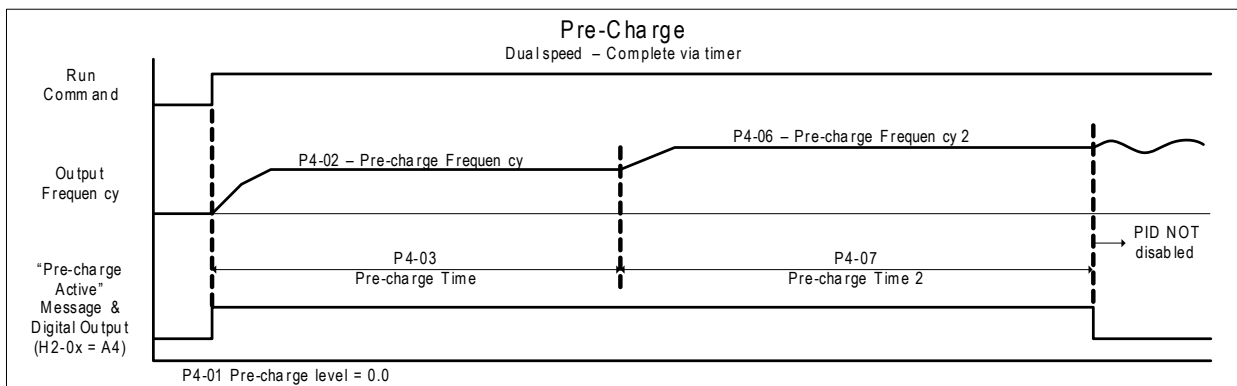 Pre-Charge
Dual speed – Complete via timer
Run
Command
P4-02 – Pre-charge Frequency
P4-06 – Pre-charge Frequency 2
Output
Frequency
P4-03
Pre-charge Time
P4-07
Pre-charge Time 2
PID NOT
disabled
"Pre-charge
Active"
Message &
Digital Output
(H2-0x = A4)
P4-01 Pre-charge level = 0.0